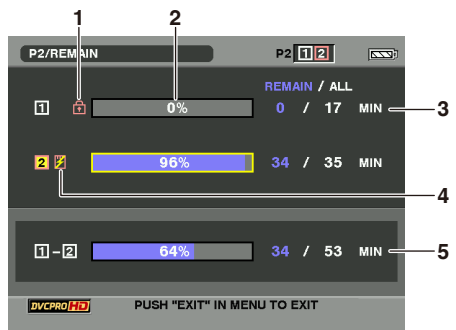 1 2
P2/REMAIN P2 1 2
REMAIN / ALL
1 0% 0 / 17 MIN 3
2 96% 34 / 35 MIN
4
1 - 2 64% 34 / 53 MIN 5
DVCPRO HD PUSH "EXIT" IN MENU TO EXIT